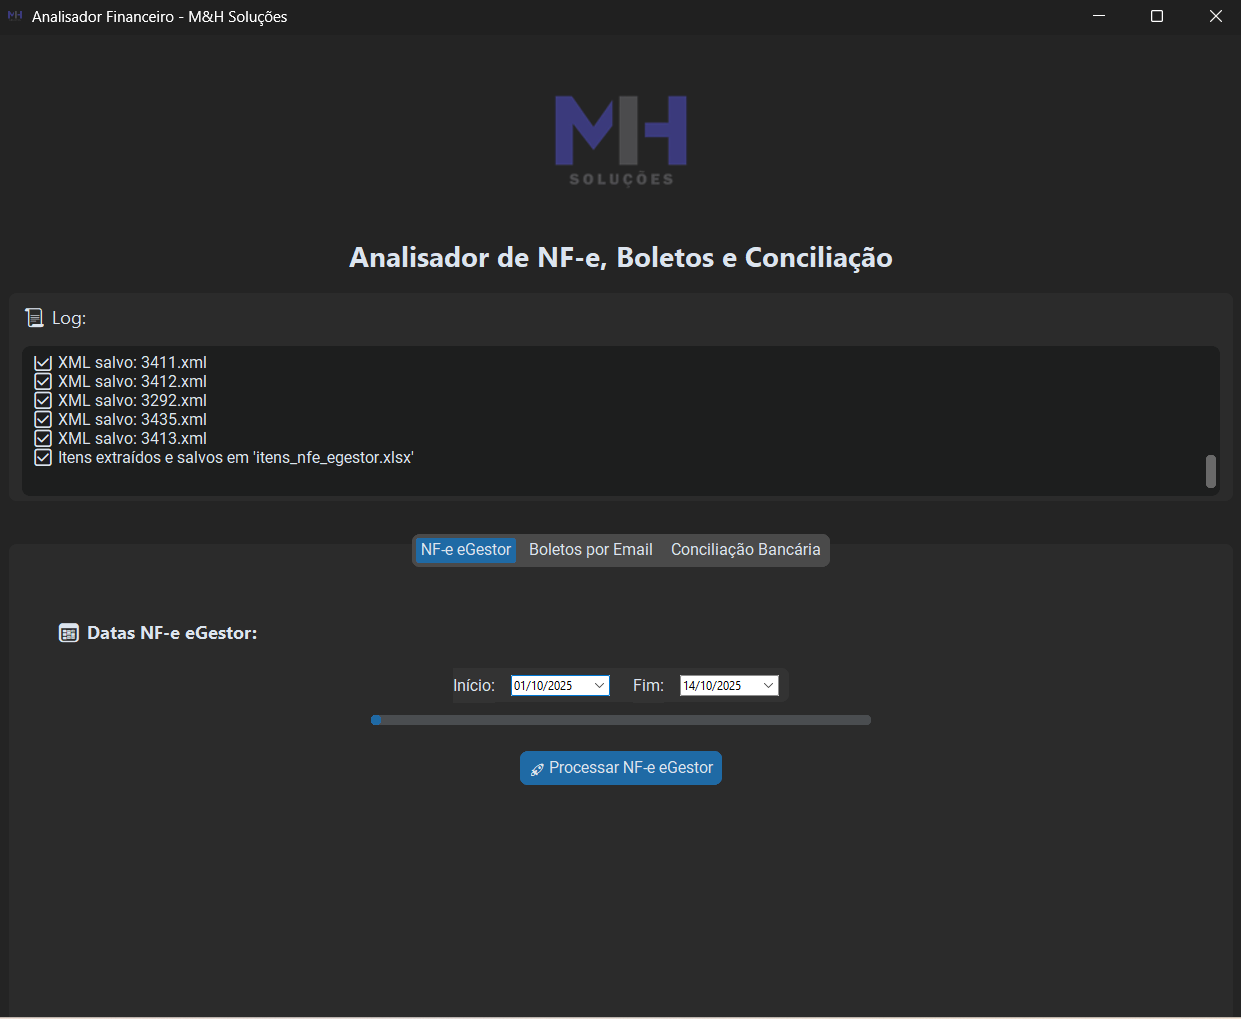 MH Analisador Financeiro - M&H Soluções
MH
SOLUÇÕES
Analisador de NF-e, Boletos e Conciliação
Log:
XML salvo: 3411.xml
XML salvo: 3412.xml
XML salvo: 3292.xml
XML salvo: 3435.xml
XML salvo: 3413.xml
Itens extraídos e salvos em 'itens_nfe_egestor.xlsx'
NF-e eGestor Boletos por Email Conciliação Bancária
Datas NF-e eGestor:
Início: 01/10/2025 Fim: 14/10/2025
Processar NF-e eGestor